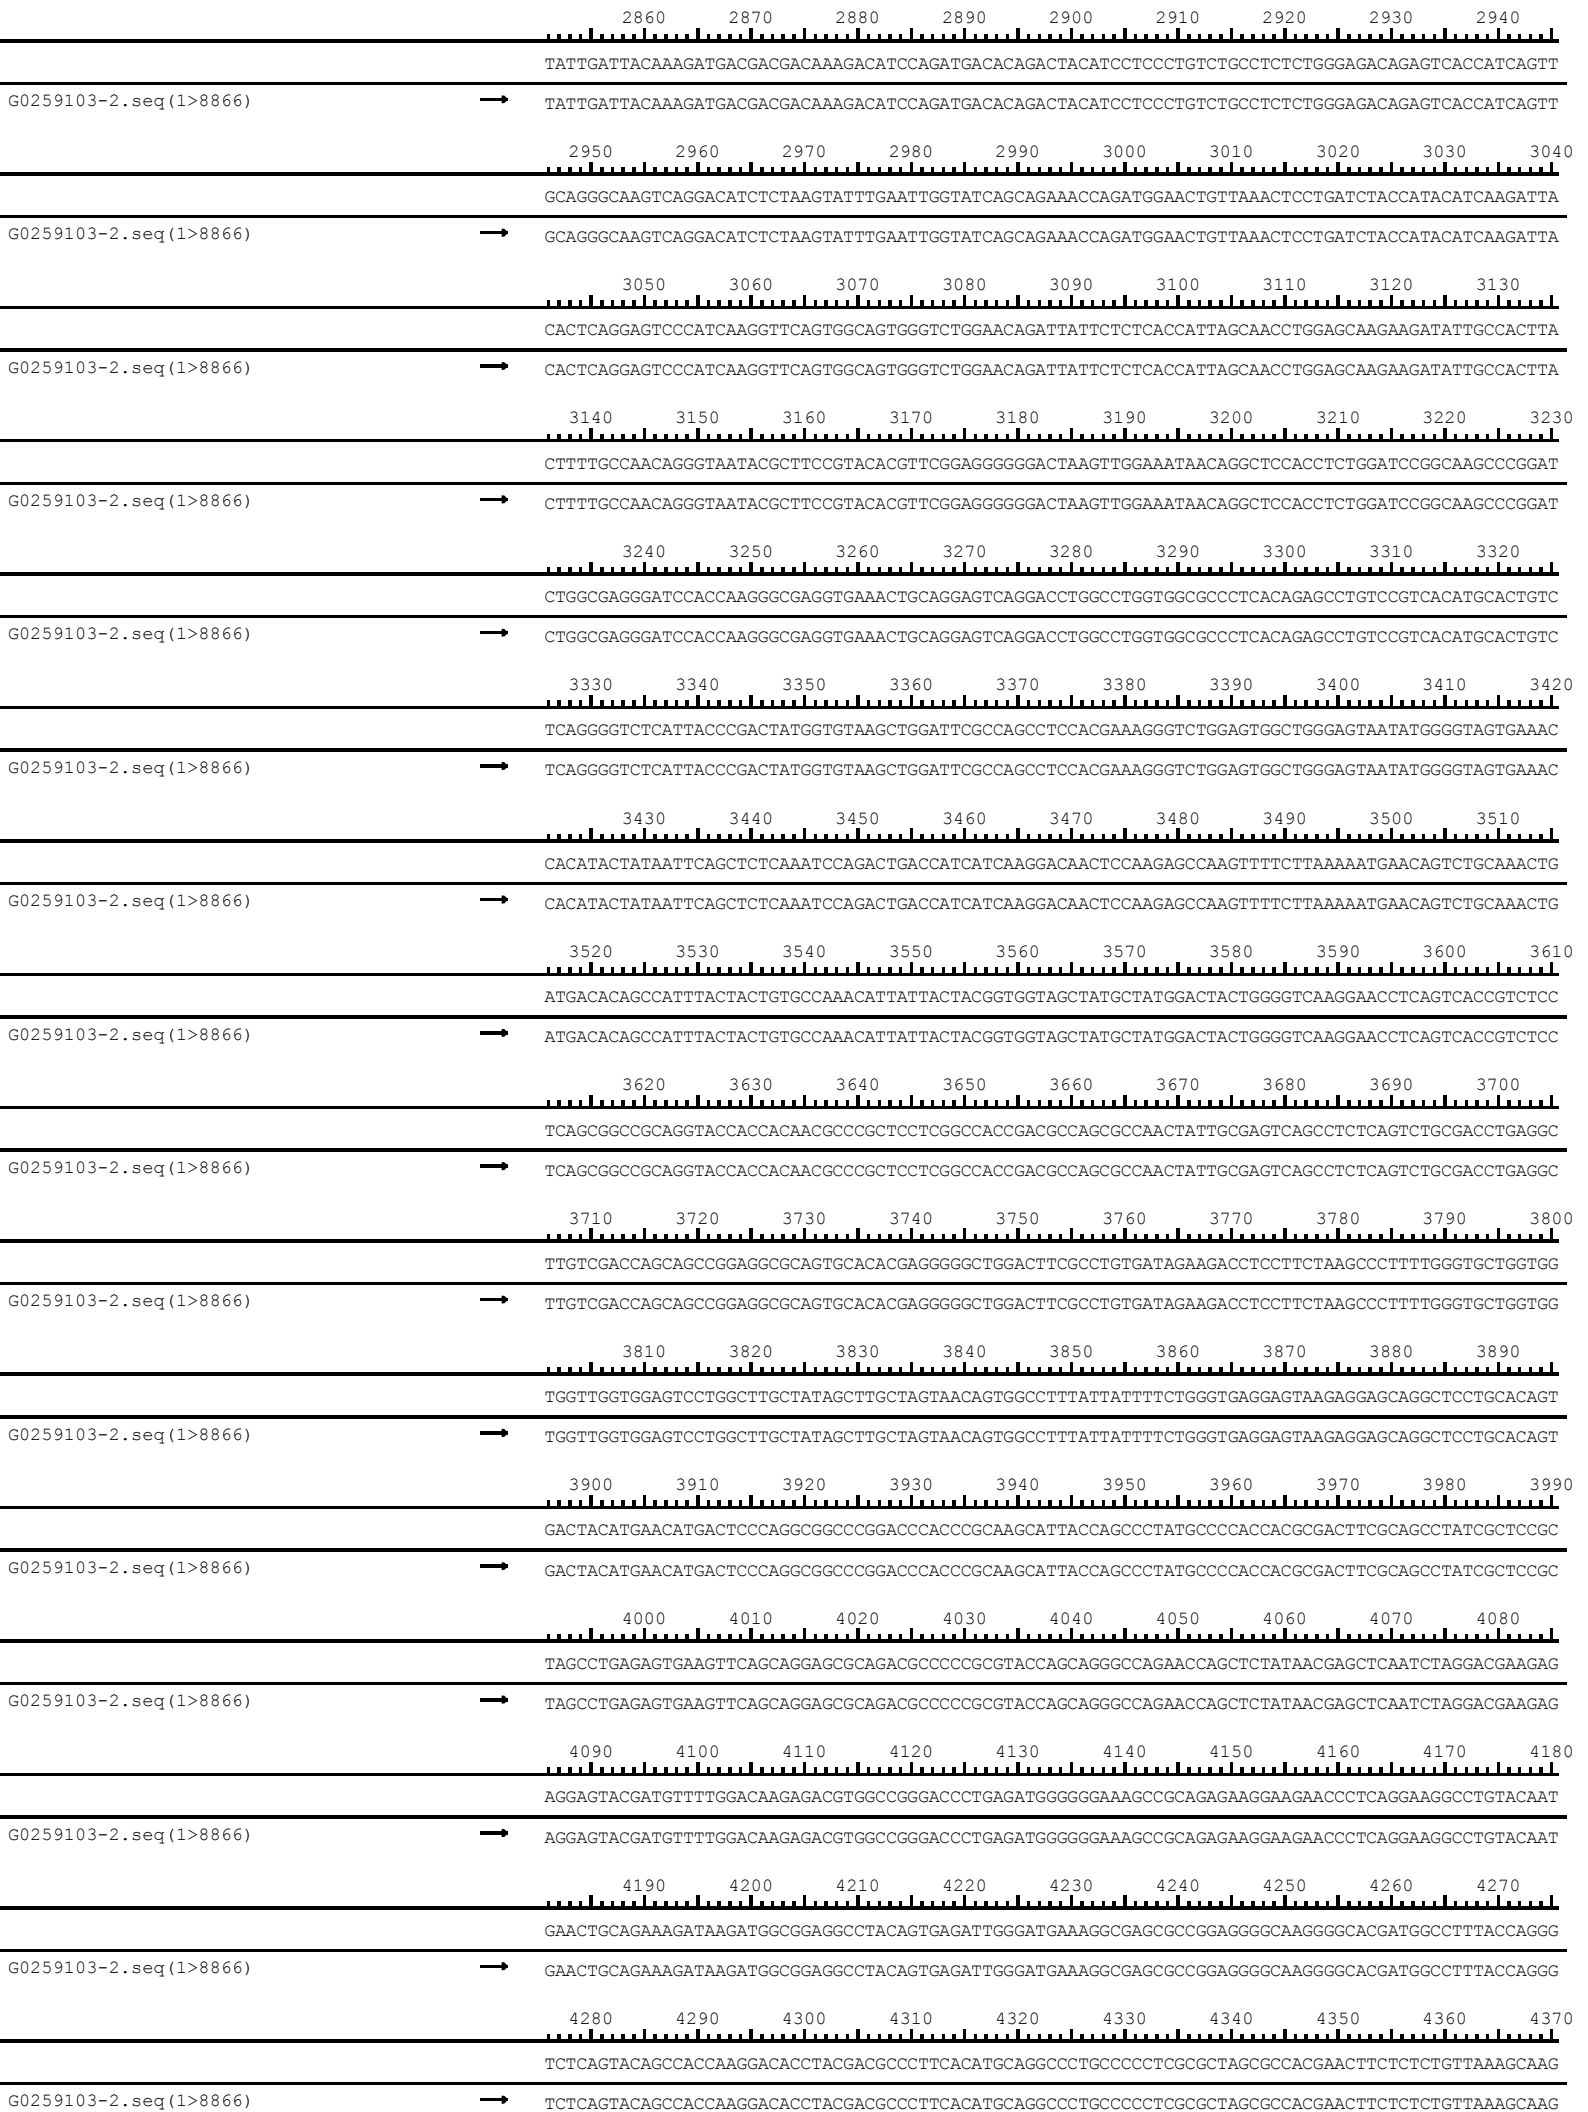 2860 2870 2880 2890 2900 2910 2920 2930 2940
TATTGATTACAAAGATGACGACGACAAAGACATCCAGATGACACAGACTACATCCTCCCTGTCTGCCTCTCTGGGAGACAGAGTCACCATCAGTT
G0259103-2.seq(1>8866) TATTGATTACAAAGATGACGACGACAAAGACATCCAGATGACACAGACTACATCCTCCCTGTCTGCCTCTCTGGGAGACAGAGTCACCATCAGTT
2950 2960 2970 2980 2990 3000 3010 3020 3030 3040
GCAGGGCAAGTCAGGACATCTCTAAGTATTTGAATTGGTATCAGCAGAAACCAGATGGAACTGTTAAACTCCTGATCTACCATACATCAAGATTA
G0259103-2.seq(1>8866) GCAGGGCAAGTCAGGACATCTCTAAGTATTTGAATTGGTATCAGCAGAAACCAGATGGAACTGTTAAACTCCTGATCTACCATACATCAAGATTA
3050 3060 3070 3080 3090 3100 3110 3120 3130
CACTCAGGAGTCCCATCAAGGTTCAGTGGCAGTGGGTCTGGAACAGATTATTCTCTCACCATTAGCAACCTGGAGCAAGAAGATATTGCCACTTA
G0259103-2.seq(1>8866) CACTCAGGAGTCCCATCAAGGTTCAGTGGCAGTGGGTCTGGAACAGATTATTCTCTCACCATTAGCAACCTGGAGCAAGAAGATATTGCCACTTA
3140 3150 3160 3170 3180 3190 3200 3210 3220 3230
CTTTTGCCAACAGGGTAATACGCTTCCGTACACGTTCGGAGGGGGGACTAAGTTGGAAATAACAGGCTCCACCTCTGGATCCGGCAAGCCCGGAT
G0259103-2.seq(1>8866) CTTTTGCCAACAGGGTAATACGCTTCCGTACACGTTCGGAGGGGGGACTAAGTTGGAAATAACAGGCTCCACCTCTGGATCCGGCAAGCCCGGAT
3240 3250 3260 3270 3280 3290 3300 3310 3320
CTGGCGAGGGATCCACCAAGGGCGAGGTGAAACTGCAGGAGTCAGGACCTGGCCTGGTGGCGCCCTCACAGAGCCTGTCCGTCACATGCACTGTC
G0259103-2.seq(1>8866) CTGGCGAGGGATCCACCAAGGGCGAGGTGAAACTGCAGGAGTCAGGACCTGGCCTGGTGGCGCCCTCACAGAGCCTGTCCGTCACATGCACTGTC
3330 3340 3350 3360 3370 3380 3390 3400 3410 3420
TCAGGGGTCTCATTACCCGACTATGGTGTAAGCTGGATTCGCCAGCCTCCACGAAAGGGTCTGGAGTGGCTGGGAGTAATATGGGGTAGTGAAAC
G0259103-2.seq(1>8866) TCAGGGGTCTCATTACCCGACTATGGTGTAAGCTGGATTCGCCAGCCTCCACGAAAGGGTCTGGAGTGGCTGGGAGTAATATGGGGTAGTGAAAC
3430 3440 3450 3460 3470 3480 3490 3500 3510
CACATACTATAATTCAGCTCTCAAATCCAGACTGACCATCATCAAGGACAACTCCAAGAGCCAAGTTTTCTTAAAAATGAACAGTCTGCAAACTG
G0259103-2.seq(1>8866) CACATACTATAATTCAGCTCTCAAATCCAGACTGACCATCATCAAGGACAACTCCAAGAGCCAAGTTTTCTTAAAAATGAACAGTCTGCAAACTG
3520 3530 3540 3550 3560 3570 3580 3590 3600 3610
ATGACACAGCCATTTACTACTGTGCCAAACATTATTACTACGGTGGTAGCTATGCTATGGACTACTGGGGTCAAGGAACCTCAGTCACCGTCTCC
G0259103-2.seq(1>8866) ATGACACAGCCATTTACTACTGTGCCAAACATTATTACTACGGTGGTAGCTATGCTATGGACTACTGGGGTCAAGGAACCTCAGTCACCGTCTCC
3620 3630 3640 3650 3660 3670 3680 3690 3700
TCAGCGGCCGCAGGTACCACCACAACGCCCGCTCCTCGGCCACCGACGCCAGCGCCAACTATTGCGAGTCAGCCTCTCAGTCTGCGACCTGAGGC
G0259103-2.seq(1>8866) TCAGCGGCCGCAGGTACCACCACAACGCCCGCTCCTCGGCCACCGACGCCAGCGCCAACTATTGCGAGTCAGCCTCTCAGTCTGCGACCTGAGGC
3710 3720 3730 3740 3750 3760 3770 3780 3790 3800
TTGTCGACCAGCAGCCGGAGGCGCAGTGCACACGAGGGGGCTGGACTTCGCCTGTGATAGAAGACCTCCTTCTAAGCCCTTTTGGGTGCTGGTGG
G0259103-2.seq(1>8866) TTGTCGACCAGCAGCCGGAGGCGCAGTGCACACGAGGGGGCTGGACTTCGCCTGTGATAGAAGACCTCCTTCTAAGCCCTTTTGGGTGCTGGTGG
3810 3820 3830 3840 3850 3860 3870 3880 3890
TGGTTGGTGGAGTCCTGGCTTGCTATAGCTTGCTAGTAACAGTGGCCTTTATTATTTTCTGGGTGAGGAGTAAGAGGAGCAGGCTCCTGCACAGT
G0259103-2.seq(1>8866) TGGTTGGTGGAGTCCTGGCTTGCTATAGCTTGCTAGTAACAGTGGCCTTTATTATTTTCTGGGTGAGGAGTAAGAGGAGCAGGCTCCTGCACAGT
3900 3910 3920 3930 3940 3950 3960 3970 3980 3990
GACTACATGAACATGACTCCCAGGCGGCCCGGACCCACCCGCAAGCATTACCAGCCCTATGCCCCACCACGCGACTTCGCAGCCTATCGCTCCGC
G0259103-2.seq(1>8866) GACTACATGAACATGACTCCCAGGCGGCCCGGACCCACCCGCAAGCATTACCAGCCCTATGCCCCACCACGCGACTTCGCAGCCTATCGCTCCGC
4000 4010 4020 4030 4040 4050 4060 4070 4080
TAGCCTGAGAGTGAAGTTCAGCAGGAGCGCAGACGCCCCCGCGTACCAGCAGGGCCAGAACCAGCTCTATAACGAGCTCAATCTAGGACGAAGAG
G0259103-2.seq(1>8866) TAGCCTGAGAGTGAAGTTCAGCAGGAGCGCAGACGCCCCCGCGTACCAGCAGGGCCAGAACCAGCTCTATAACGAGCTCAATCTAGGACGAAGAG
4090 4100 4110 4120 4130 4140 4150 4160 4170 4180
AGGAGTACGATGTTTTGGACAAGAGACGTGGCCGGGACCCTGAGATGGGGGGAAAGCCGCAGAGAAGGAAGAACCCTCAGGAAGGCCTGTACAAT
G0259103-2.seq(1>8866) AGGAGTACGATGTTTTGGACAAGAGACGTGGCCGGGACCCTGAGATGGGGGGAAAGCCGCAGAGAAGGAAGAACCCTCAGGAAGGCCTGTACAAT
4190 4200 4210 4220 4230 4240 4250 4260 4270
GAACTGCAGAAAGATAAGATGGCGGAGGCCTACAGTGAGATTGGGATGAAAGGCGAGCGCCGGAGGGGCAAGGGGCACGATGGCCTTTACCAGGG
G0259103-2.seq(1>8866) GAACTGCAGAAAGATAAGATGGCGGAGGCCTACAGTGAGATTGGGATGAAAGGCGAGCGCCGGAGGGGCAAGGGGCACGATGGCCTTTACCAGGG
4280 4290 4300 4310 4320 4330 4340 4350 4360 4370
TCTCAGTACAGCCACCAAGGACACCTACGACGCCCTTCACATGCAGGCCCTGCCCCCTCGCGCTAGCGCCACGAACTTCTCTCTGTTAAAGCAAG
G0259103-2.seq(1>8866) TCTCAGTACAGCCACCAAGGACACCTACGACGCCCTTCACATGCAGGCCCTGCCCCCTCGCGCTAGCGCCACGAACTTCTCTCTGTTAAAGCAAG